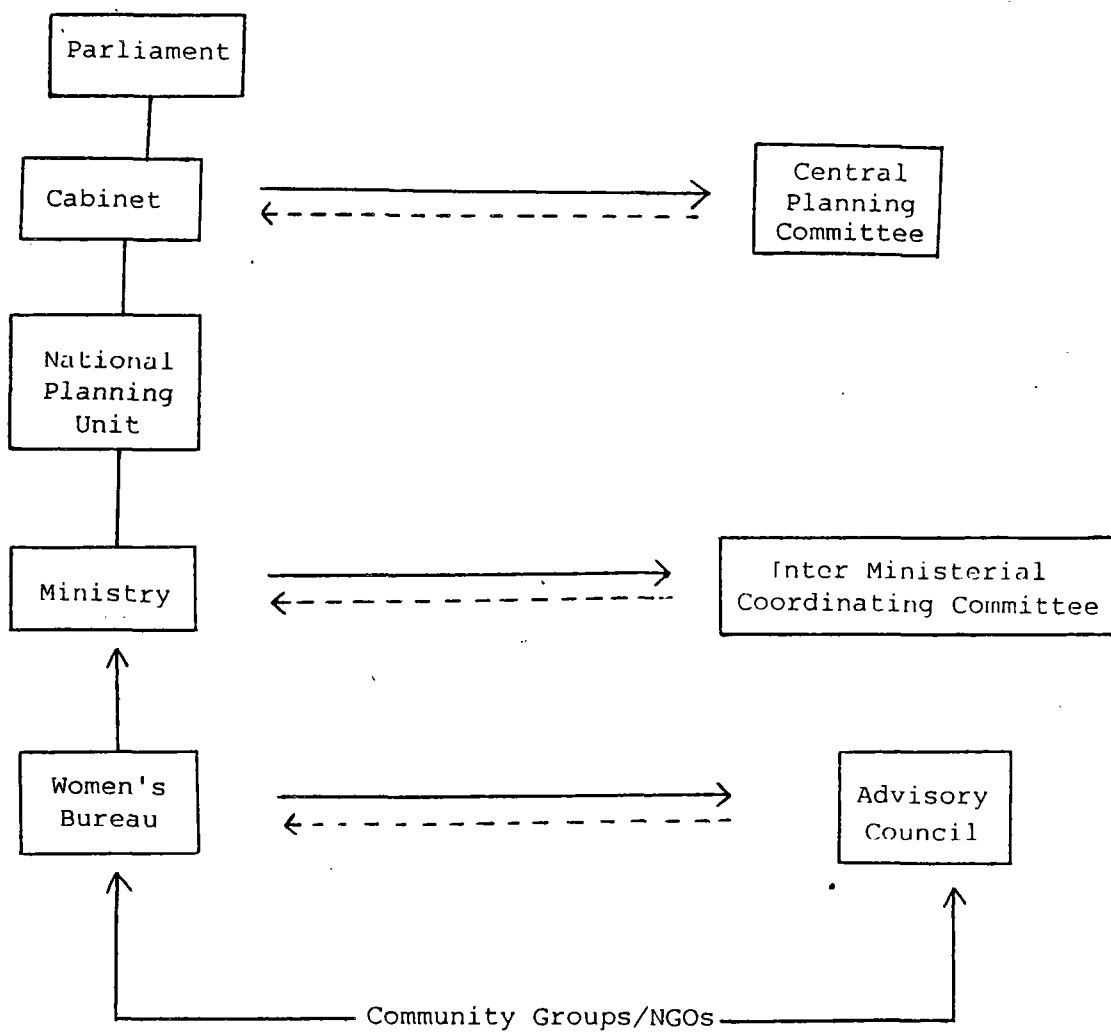 Parliament
Cabinet
Central
Planning
Committee
National
Planning
Unit
Ministry
Inter Ministerial
Coordinating Committee
Women's
Bureau
Advisory
Council
Community Groups/NGOs